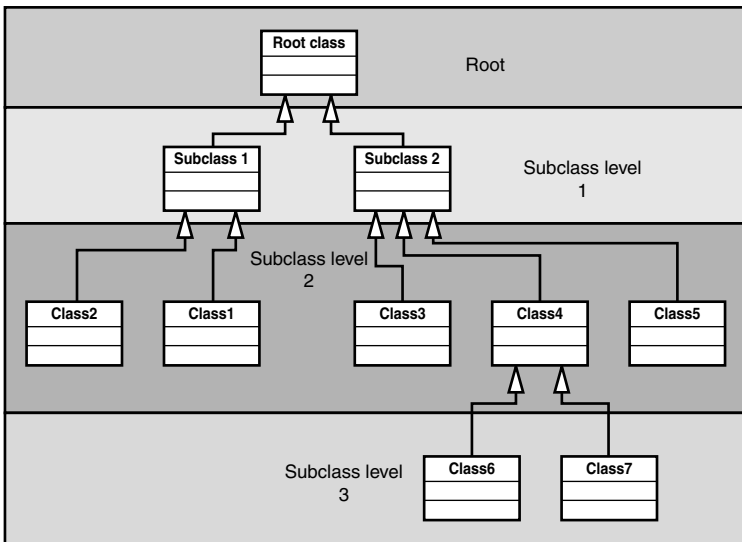 Root class
Root
Subclass 1
Subclass 2
Subclass level
1
Subclass level
2
Class2
Class1
Class3
Class4
Class5
Subclass level
3
Class6
Class7